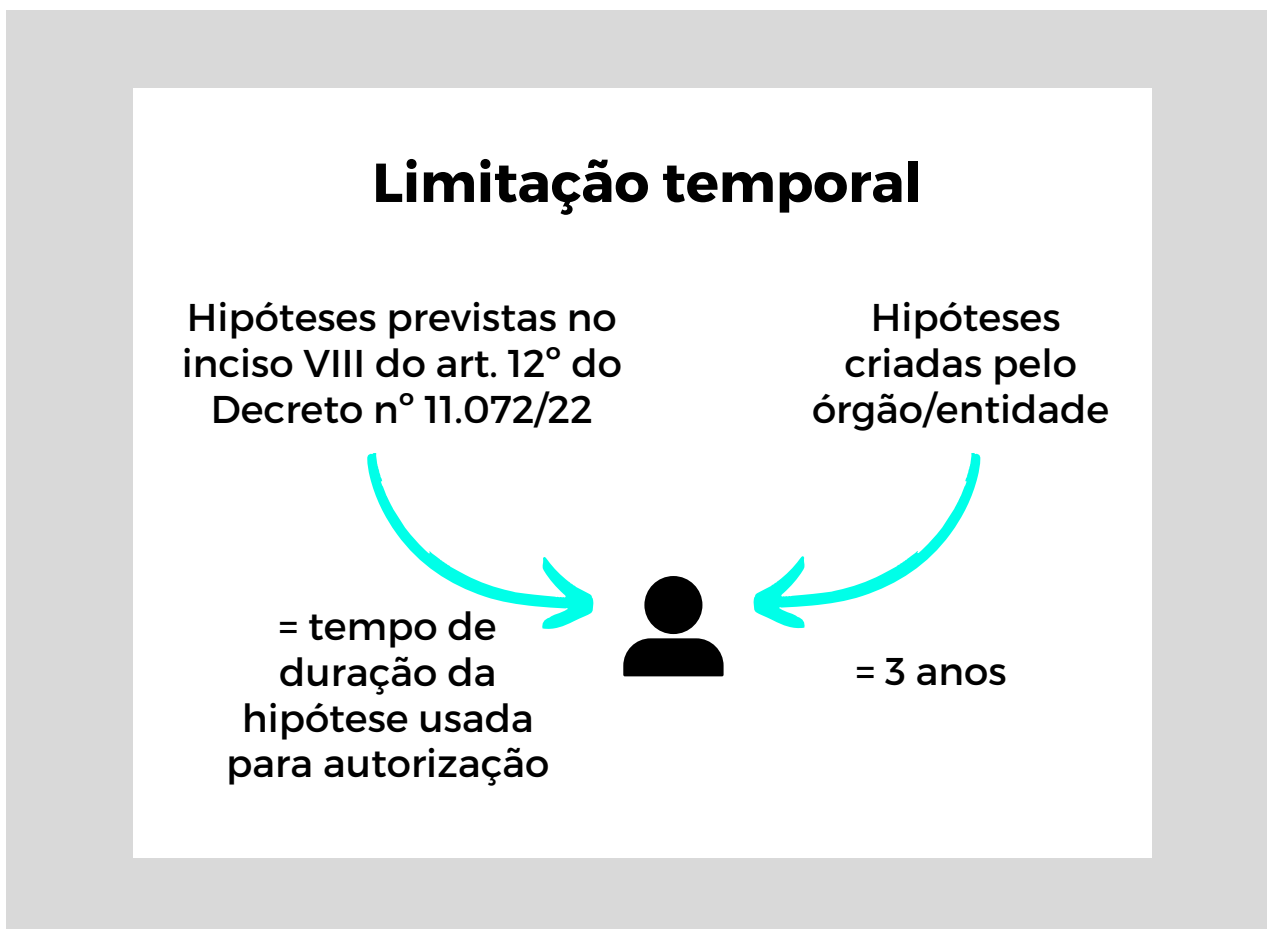 Limitação temporal
Hipóteses previstas no
inciso VIII do art. 12º do
Decreto nº 11.072/22
Hipóteses
criadas pelo
órgão/entidade
= tempo de
duração da
hipótese usada
para autorização
= 3 anos